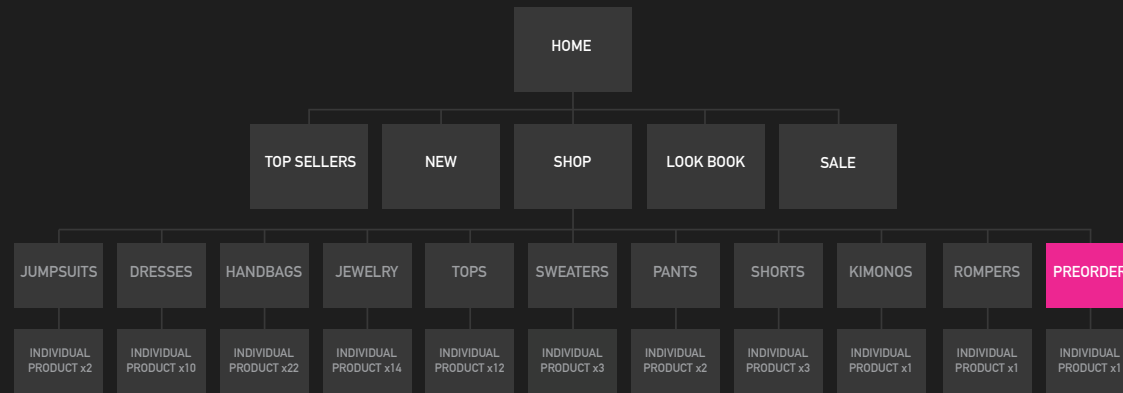 HOME
TOP SELLERS
NEW
SHOP
LOOK BOOK
SALE
JUMPSUITS
DRESSES
HANDBAGS
JEWELRY
TOPS
SWEATERS
PANTS
SHORTS
KIMONOS
ROMPERS
PREORDER
INDIVIDUAL
PRODUCT x2
INDIVIDUAL
PRODUCT x10
INDIVIDUAL
PRODUCT x22
INDIVIDUAL
PRODUCT x14
INDIVIDUAL
PRODUCT x12
INDIVIDUAL
PRODUCT x3
INDIVIDUAL
PRODUCT x2
INDIVIDUAL
PRODUCT x3
INDIVIDUAL
PRODUCT x1
INDIVIDUAL
PRODUCT x1
INDIVIDUAL
PRODUCT x1